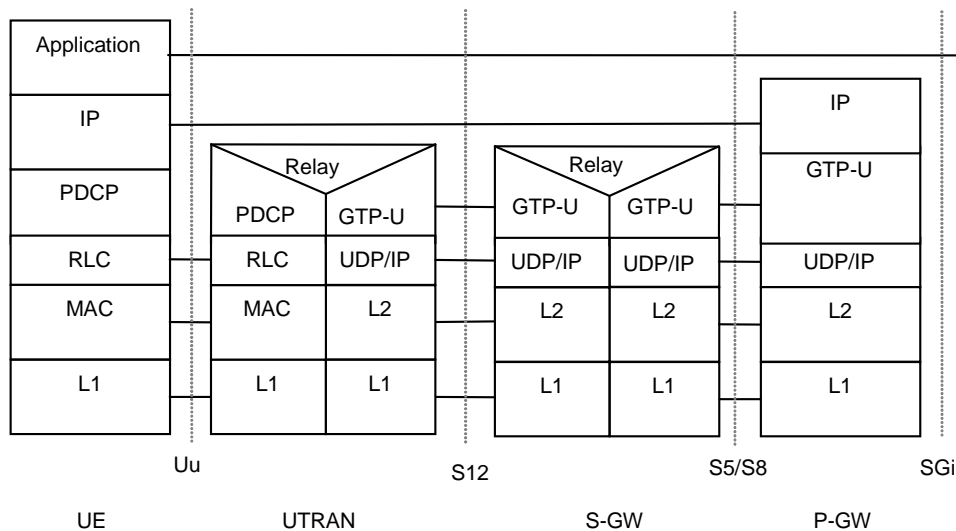 Application
IP
IP
Relay
Relay
GTP-U
PDCP
PDCP
GTP-U
GTP-U
GTP-U
RLC
RLC
UDP/IP
UDP/IP
UDP/IP
UDP/IP
MAC
MAC
L2
L2
L2
L2
L1
L1
L1
L1
L1
L1
Uu
S12
S5/S8
SGi
UE
UTRAN
S-GW
P-GW